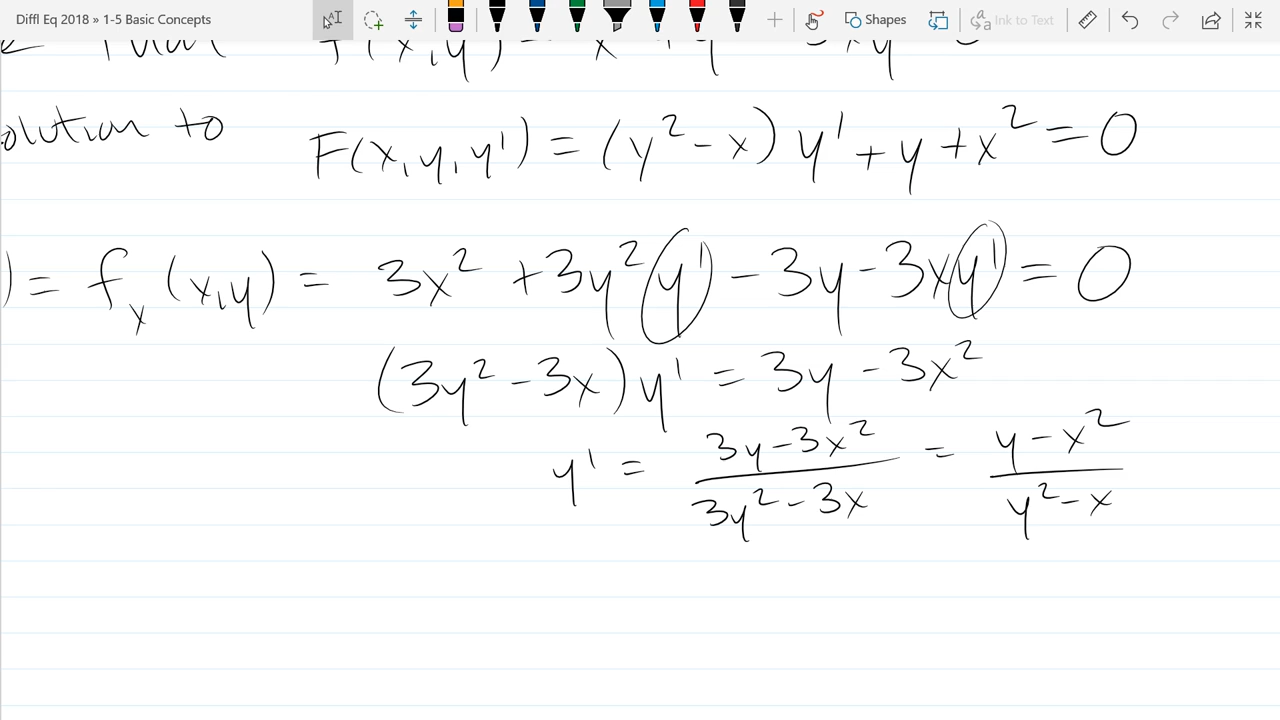 Diffl Eq 2018 » 1-5 Basic Concepts
Shapes
Ink to Text
f(x,y)
olution to F(x,y,y') = (y² - x) y' + y + x² = 0
) = fₓ (x,y) = 3x² + 3y² y' - 3y - 3xy' = 0
(3y² - 3x) y' = 3y - 3x²
y' = (3y - 3x²)/(3y² - 3x) = (y - x²)/(y² - x)